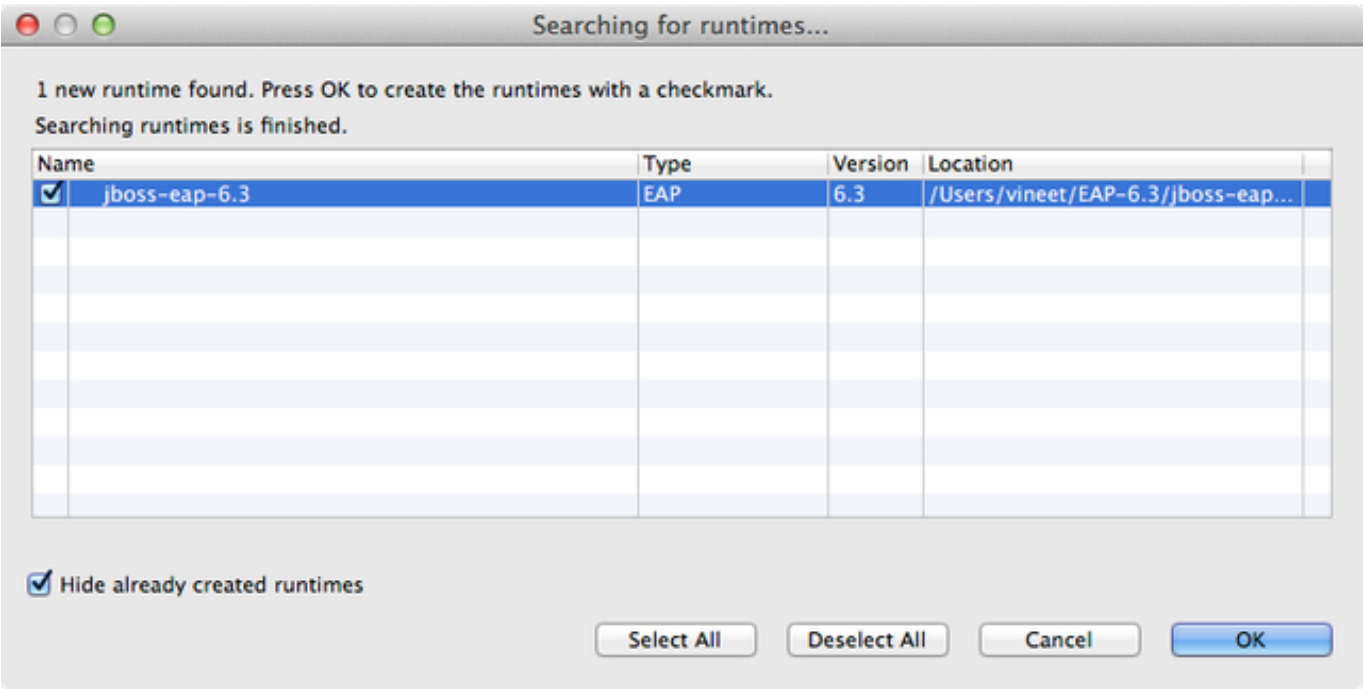 Searching for runtimes...
1 new runtime found. Press OK to create the runtimes with a checkmark.
Searching runtimes is finished.
Name Type Version Location
jboss-eap-6.3 EAP 6.3 /Users/vineet/EAP-6.3/jboss-eap...
Hide already created runtimes
Select All Deselect All Cancel OK